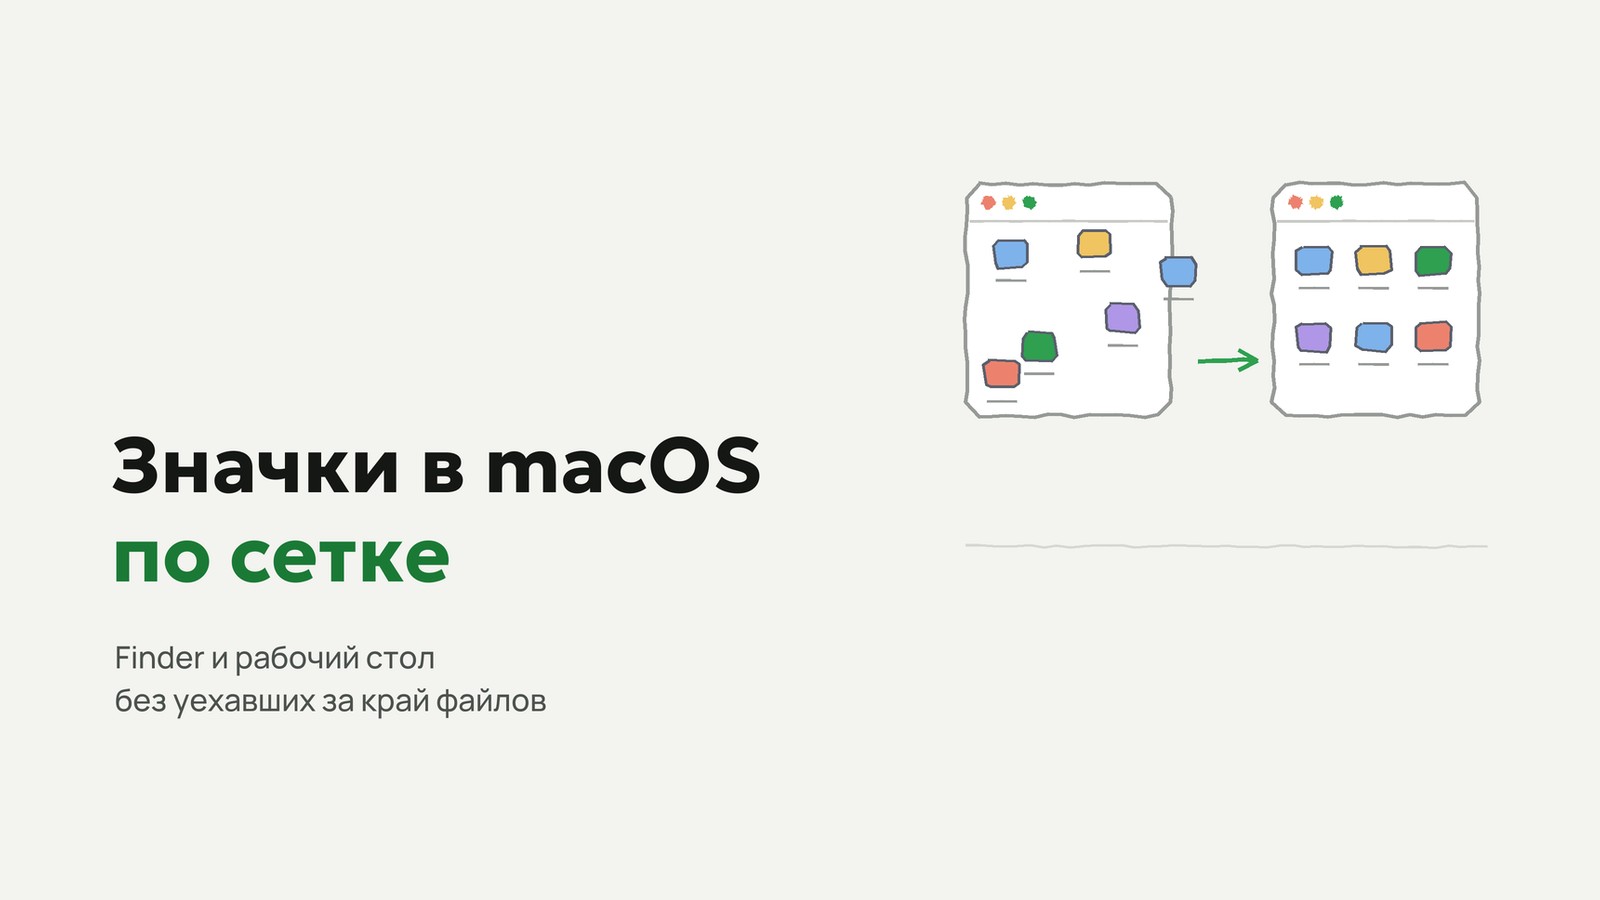 Значки в macOS
по сетке
Finder и рабочий стол
без уехавших за край файлов